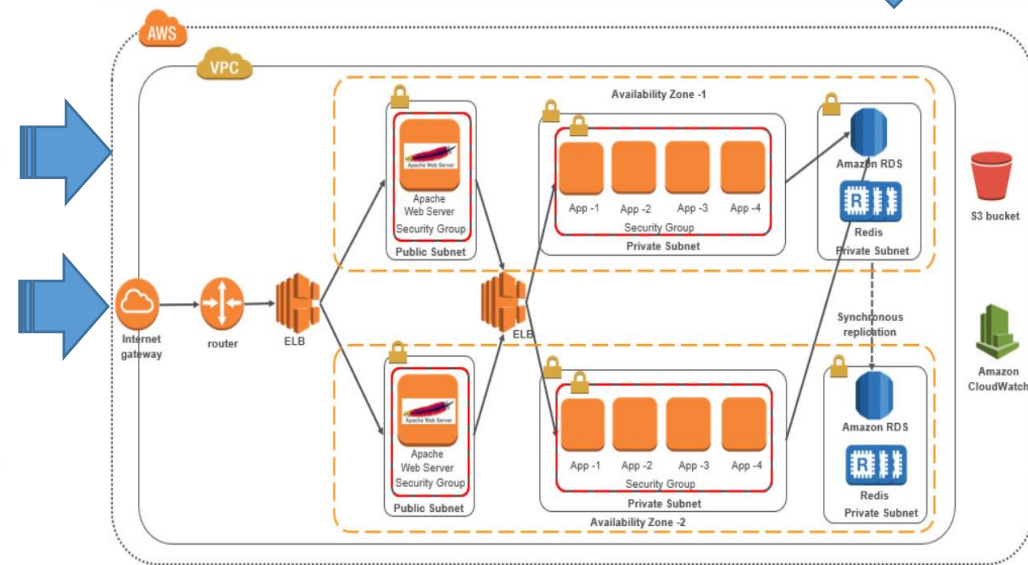 AWS
VPC
Availability Zone -1
Apache Web Server
Apache
Web Server
Security Group
Public Subnet
App -1
App -2
App -3
App -4
Security Group
Private Subnet
Amazon RDS
R
Redis
Private Subnet
S3 bucket
Internet
gateway
router
ELB
ELB
Synchronous
replication
Amazon
CloudWatch
Apache Web Server
Apache
Web Server
Security Group
Public Subnet
App -1
App -2
App -3
App -4
Security Group
Private Subnet
Availability Zone -2
Amazon RDS
R
Redis
Private Subnet